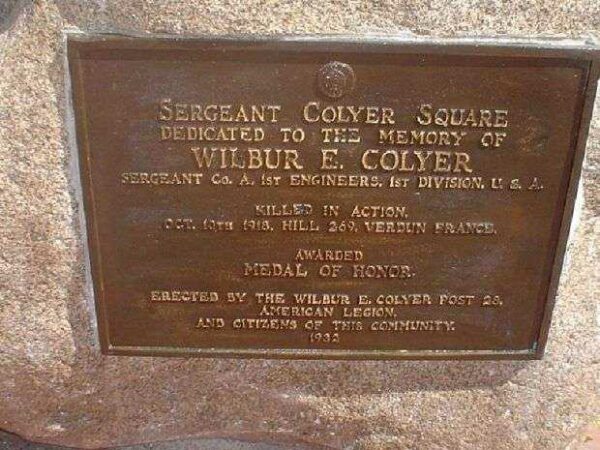 SERGEANT COLYER SQUARE
DEDICATED TO THE MEMORY OF
WILBUR E. COLYER
SERGEANT CO. A. 1ST ENGINEERS. 1ST DIVISION. U. S. A.
KILLED IN ACTION.
OCT. 10TH 1918. HILL 269. VERDUN FRANCE.
AWARDED
MEDAL OF HONOR.
ERECTED BY THE WILBUR E. COLYER POST 28.
AMERICAN LEGION.
AND CITIZENS OF THIS COMMUNITY.
1932